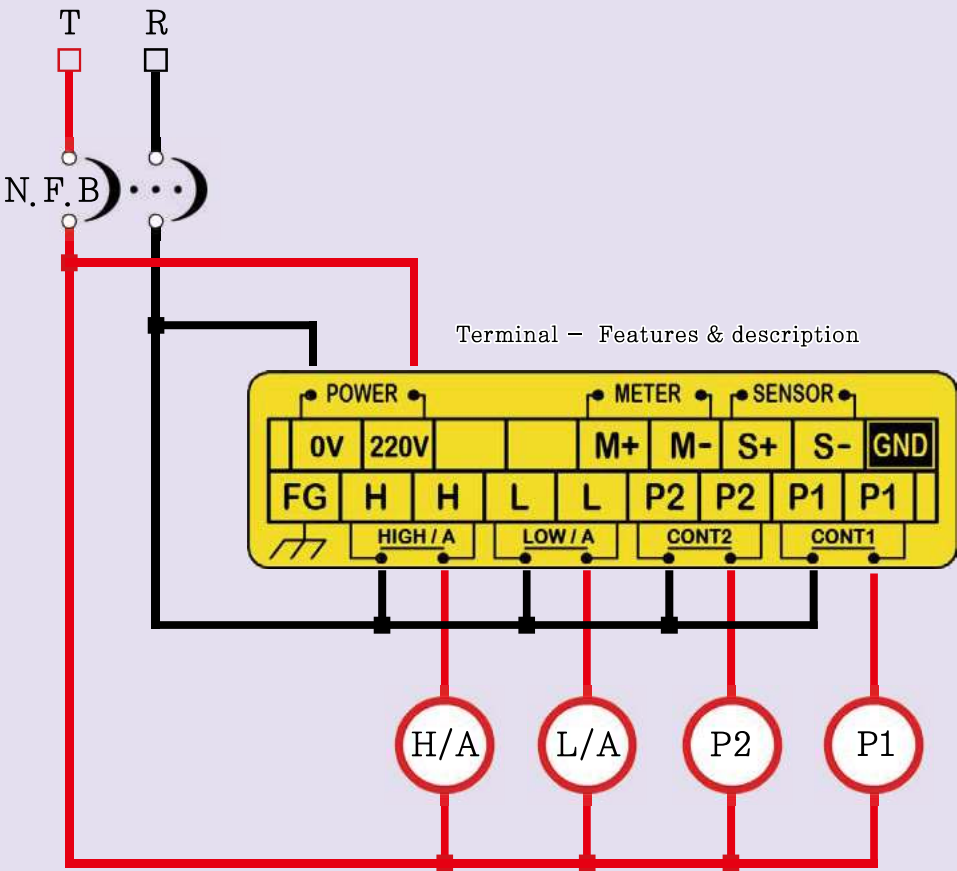 T R
N.F.B
Terminal – Features & description
POWER METER SENSOR
0V 220V M+ M- S+ S- GND
FG H H L L P2 P2 P1 P1
HIGH / A LOW / A CONT2 CONT1
H/A L/A P2 P1